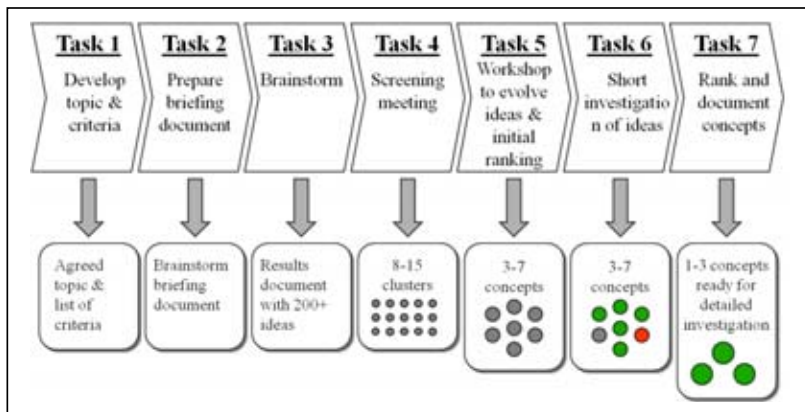 Task 1
Develop
topic &
criteria
Task 2
Prepare
briefing
document
Task 3
Brainstorm
Task 4
Screening
meeting
Task 5
Workshop
to evolve
ideas &
initial
ranking
Task 6
Short
investigatio
n of ideas
Task 7
Rank and
document
concepts
Agreed
topic &
list of
criteria
Brainstorm
briefing
document
Results
document
with 200+
ideas
8-15
clusters
3-7
concepts
3-7
concepts
1-3 concepts
ready for
detailed
investigation